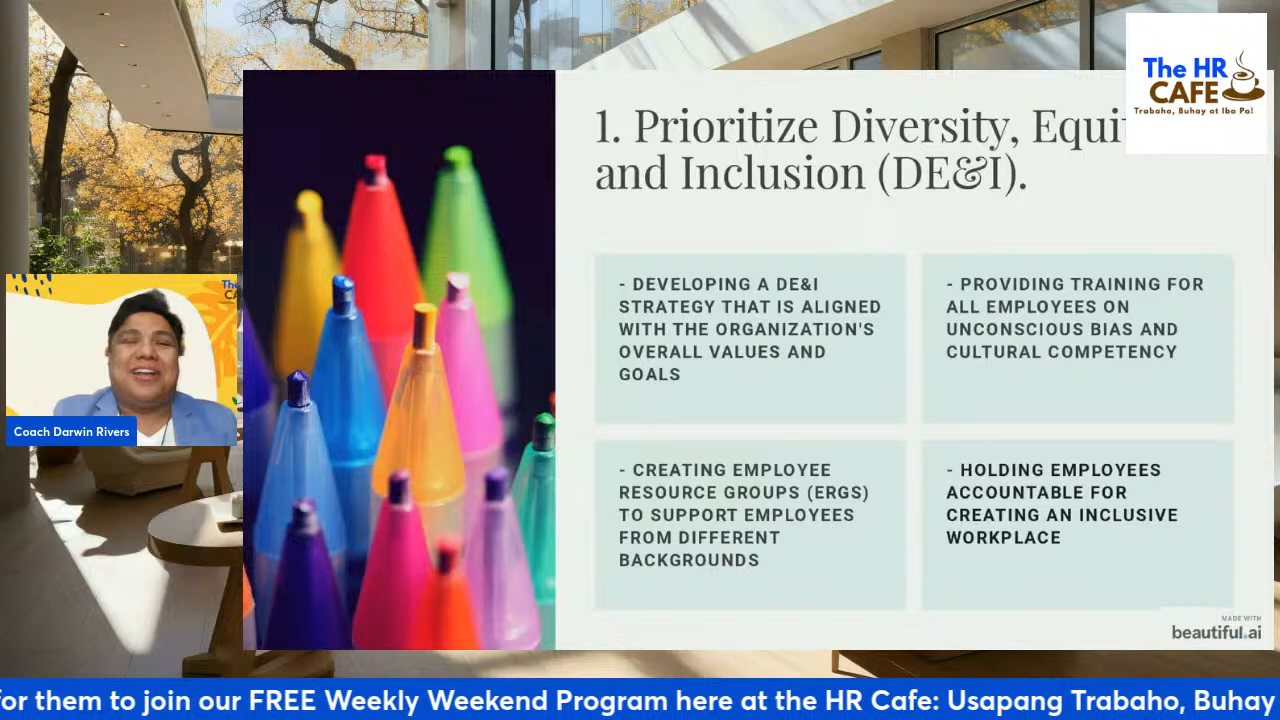 The HR
CAFE
Trabaho, Buhay at Iba Pa!
1. Prioritize Diversity,
and Inclusion (DE&I).
- DEVELOPING A DE&I
STRATEGY THAT IS ALIGNED
WITH THE ORGANIZATION'S
OVERALL VALUES AND
GOALS
- PROVIDING TRAINING FOR
ALL EMPLOYEES ON
UNCONSCIOUS BIAS AND
CULTURAL COMPETENCY
- CREATING EMPLOYEE
RESOURCE GROUPS (ERGS)
TO SUPPORT EMPLOYEES
FROM DIFFERENT
BACKGROUNDS
- HOLDING EMPLOYEES
ACCOUNTABLE FOR
CREATING AN INCLUSIVE
WORKPLACE
MADE WITH
beautiful.ai
Coach Darwin Rivers
for them to join our FREE Weekly Weekend Program here at the HR Cafe: Usapang Trabaho, Buhay